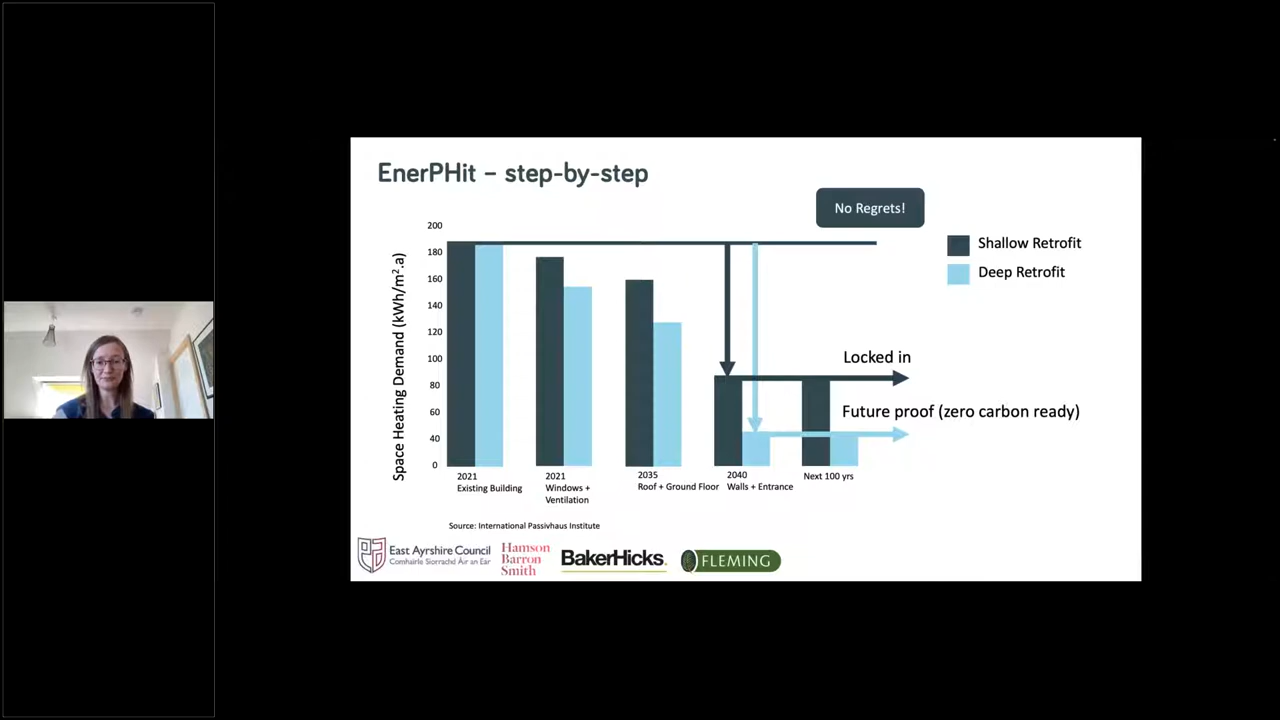 EnerPHit – step-by-step
No Regrets!
Space Heating Demand (kWh/m².a)
200
180
160
140
120
100
80
60
40
0
Shallow Retrofit
Deep Retrofit
Locked in
Future proof (zero carbon ready)
2021
Existing Building
2021
Windows +
Ventilation
2035
Roof + Ground Floor
2040
Walls + Entrance
Next 100 yrs
Source: International Passivhaus Institute
East Ayrshire Council
Comhairle Siorrachd Air an Ear
Hamson
Barron
Smith
BakerHicks.
FLEMING